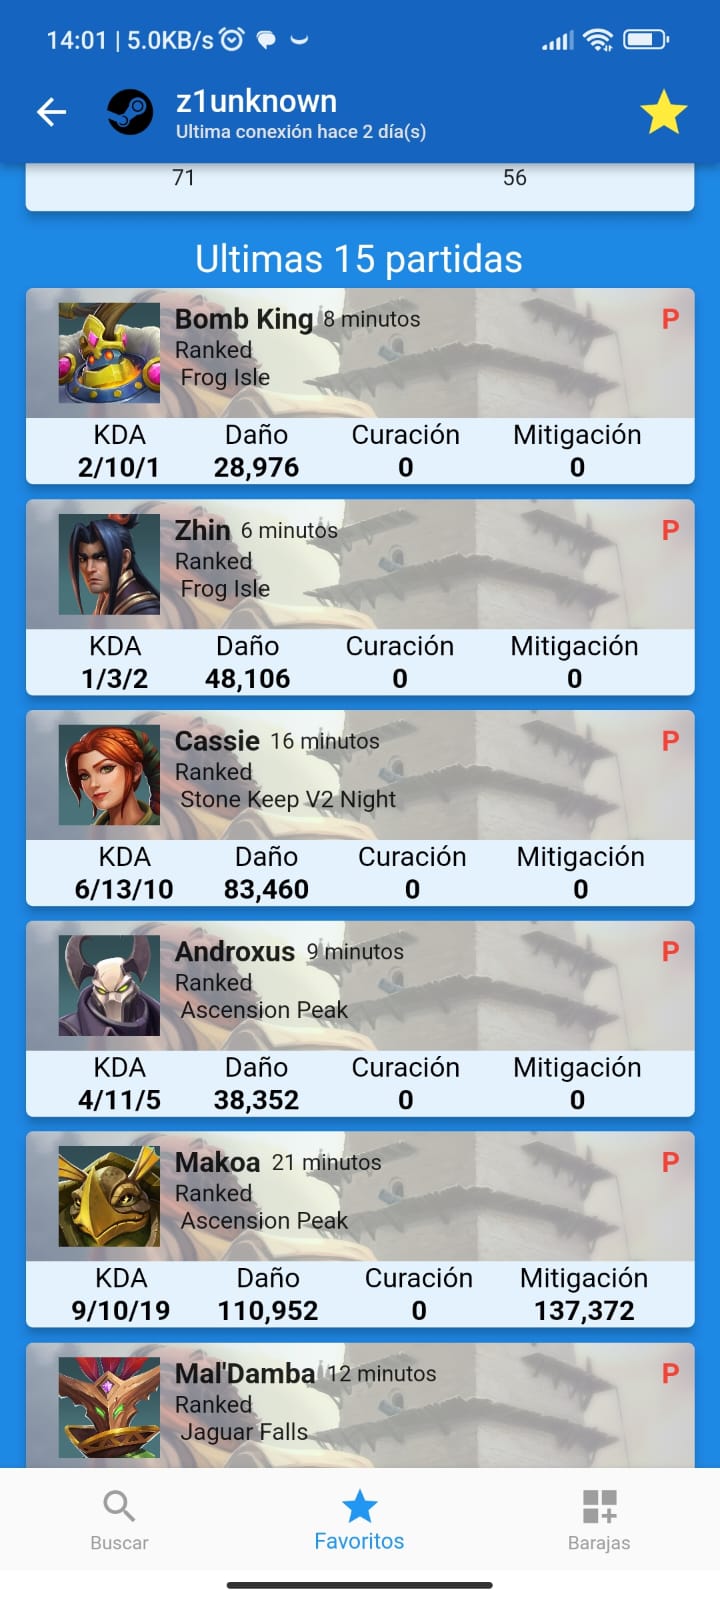 14:01 | 5.0KB/s
z1unknown
Ultima conexión hace 2 día(s)
71 56
Ultimas 15 partidas
Bomb King 8 minutos P
Ranked
Frog Isle
KDA Daño Curación Mitigación
2/10/1 28,976 0 0
Zhin 6 minutos P
Ranked
Frog Isle
KDA Daño Curación Mitigación
1/3/2 48,106 0 0
Cassie 16 minutos P
Ranked
Stone Keep V2 Night
KDA Daño Curación Mitigación
6/13/10 83,460 0 0
Androxus 9 minutos P
Ranked
Ascension Peak
KDA Daño Curación Mitigación
4/11/5 38,352 0 0
Makoa 21 minutos P
Ranked
Ascension Peak
KDA Daño Curación Mitigación
9/10/19 110,952 0 137,372
Mal'Damba 12 minutos P
Ranked
Jaguar Falls
Buscar Favoritos Barajas